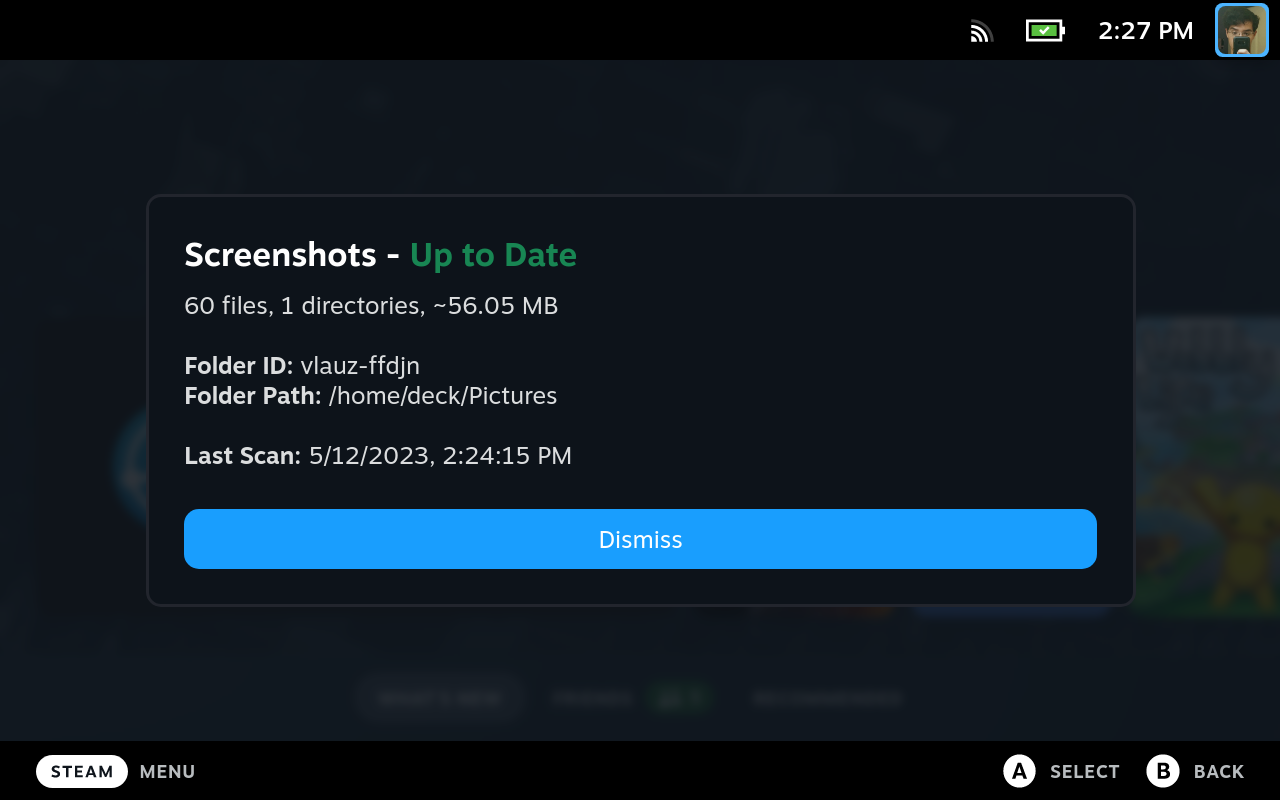 2:27 PM
Screenshots - Up to Date
60 files, 1 directories, ~56.05 MB
Folder ID: vlauz-ffdjn
Folder Path: /home/deck/Pictures
Last Scan: 5/12/2023, 2:24:15 PM
Dismiss
STEAM MENU
A SELECT B BACK